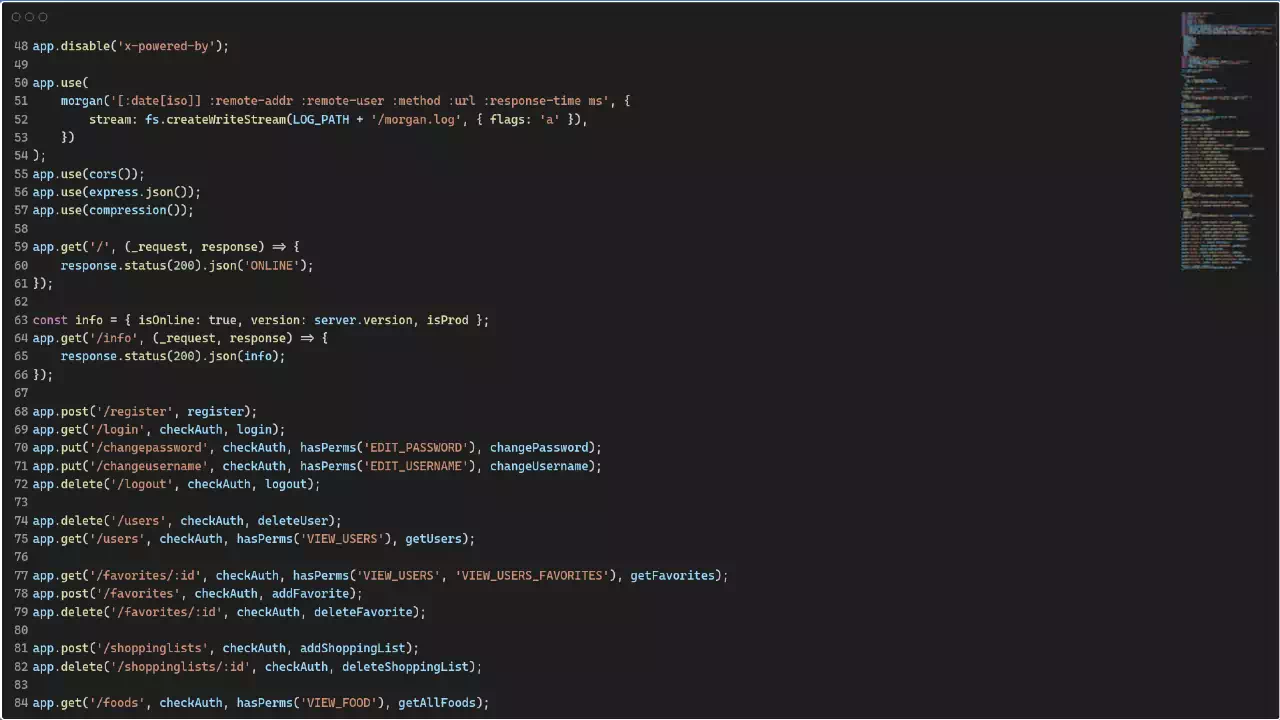 48 app.disable('x-powered-by');
49
50 app.use(
51 morgan('[:date[iso]] :remote-addr :remote-user :method :url :response-time ms', {
52 stream: fs.createWriteStream(LOG_PATH + '/morgan.log', { flags: 'a' }),
53 })
54 );
55 app.use(cors());
56 app.use(express.json());
57 app.use(compression());
58
59 app.get('/', (_request, response) => {
60 response.status(200).json('ONLINE');
61 });
62
63 const info = { isOnline: true, version: server.version, isProd };
64 app.get('/info', (_request, response) => {
65 response.status(200).json(info);
66 });
67
68 app.post('/register', register);
69 app.get('/login', checkAuth, login);
70 app.put('/changepassword', checkAuth, hasPerms('EDIT_PASSWORD'), changePassword);
71 app.put('/changeusername', checkAuth, hasPerms('EDIT_USERNAME'), changeUsername);
72 app.delete('/logout', checkAuth, logout);
73
74 app.delete('/users', checkAuth, deleteUser);
75 app.get('/users', checkAuth, hasPerms('VIEW_USERS'), getUsers);
76
77 app.get('/favorites/:id', checkAuth, hasPerms('VIEW_USERS', 'VIEW_USERS_FAVORITES'), getFavorites);
78 app.post('/favorites', checkAuth, addFavorite);
79 app.delete('/favorites/:id', checkAuth, deleteFavorite);
80
81 app.post('/shoppinglists', checkAuth, addShoppingList);
82 app.delete('/shoppinglists/:id', checkAuth, deleteShoppingList);
83
84 app.get('/foods', checkAuth, hasPerms('VIEW_FOOD'), getAllFoods);